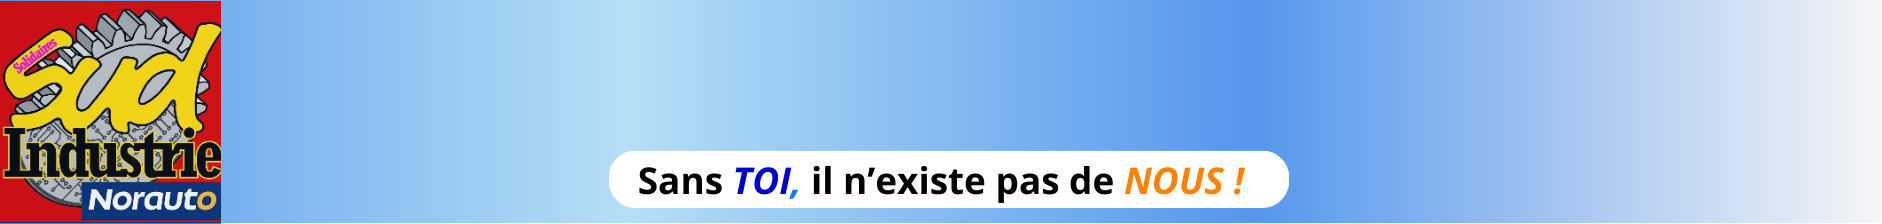 Solidaires
Sud
Industrie
Norauto
Sans TOI, il n’existe pas de NOUS !